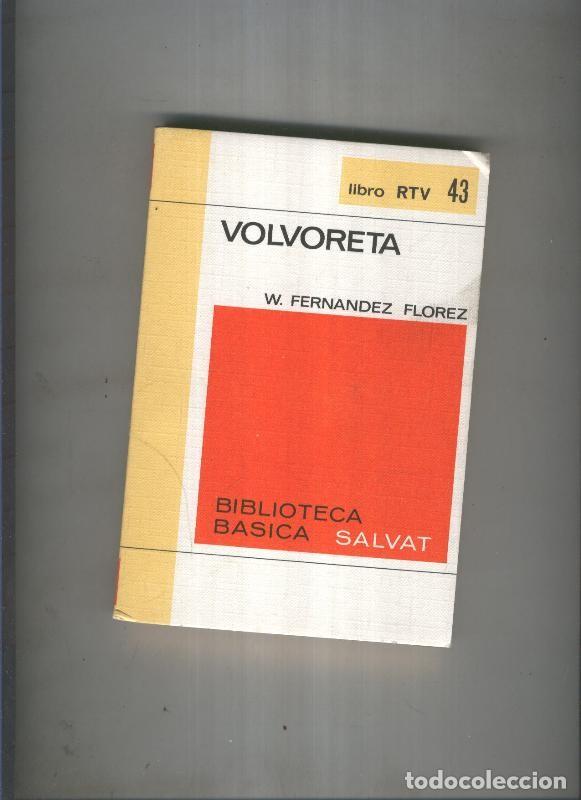 libro RTV 43
VOLVORETA
W. FERNANDEZ FLOREZ
BIBLIOTECA
BASICA SALVAT
todocoleccion